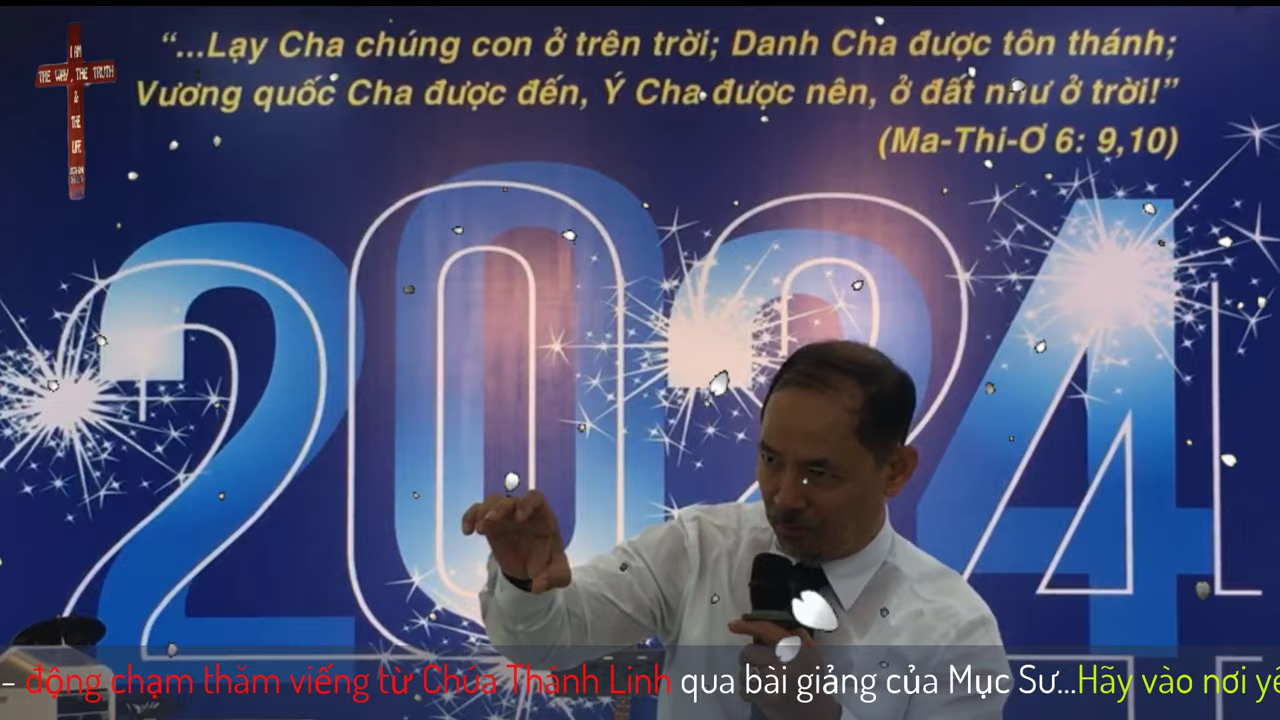 “...Lạy Cha chúng con ở trên trời; Danh Cha được tôn thánh;
Vương quốc Cha được đến, Ý Cha được nên, ở đất như ở trời!”
(Ma-Thi-Ơ 6: 9,10)
I AM
THE WAY, THE TRUTH
&
THE
LIFE
2024
- động chạm thăm viếng từ Chúa Thánh Linh qua bài giảng của Mục Sư...Hãy vào nơi